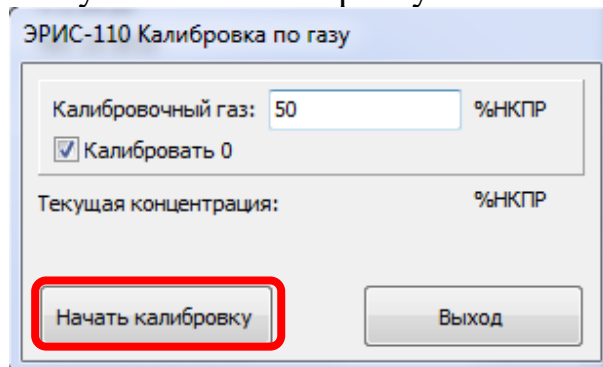 ЭРИС-110 Калибровка по газу
Калибровочный газ: 50 %НКПР
Калибровать 0
Текущая концентрация: %НКПР
Начать калибровку Выход